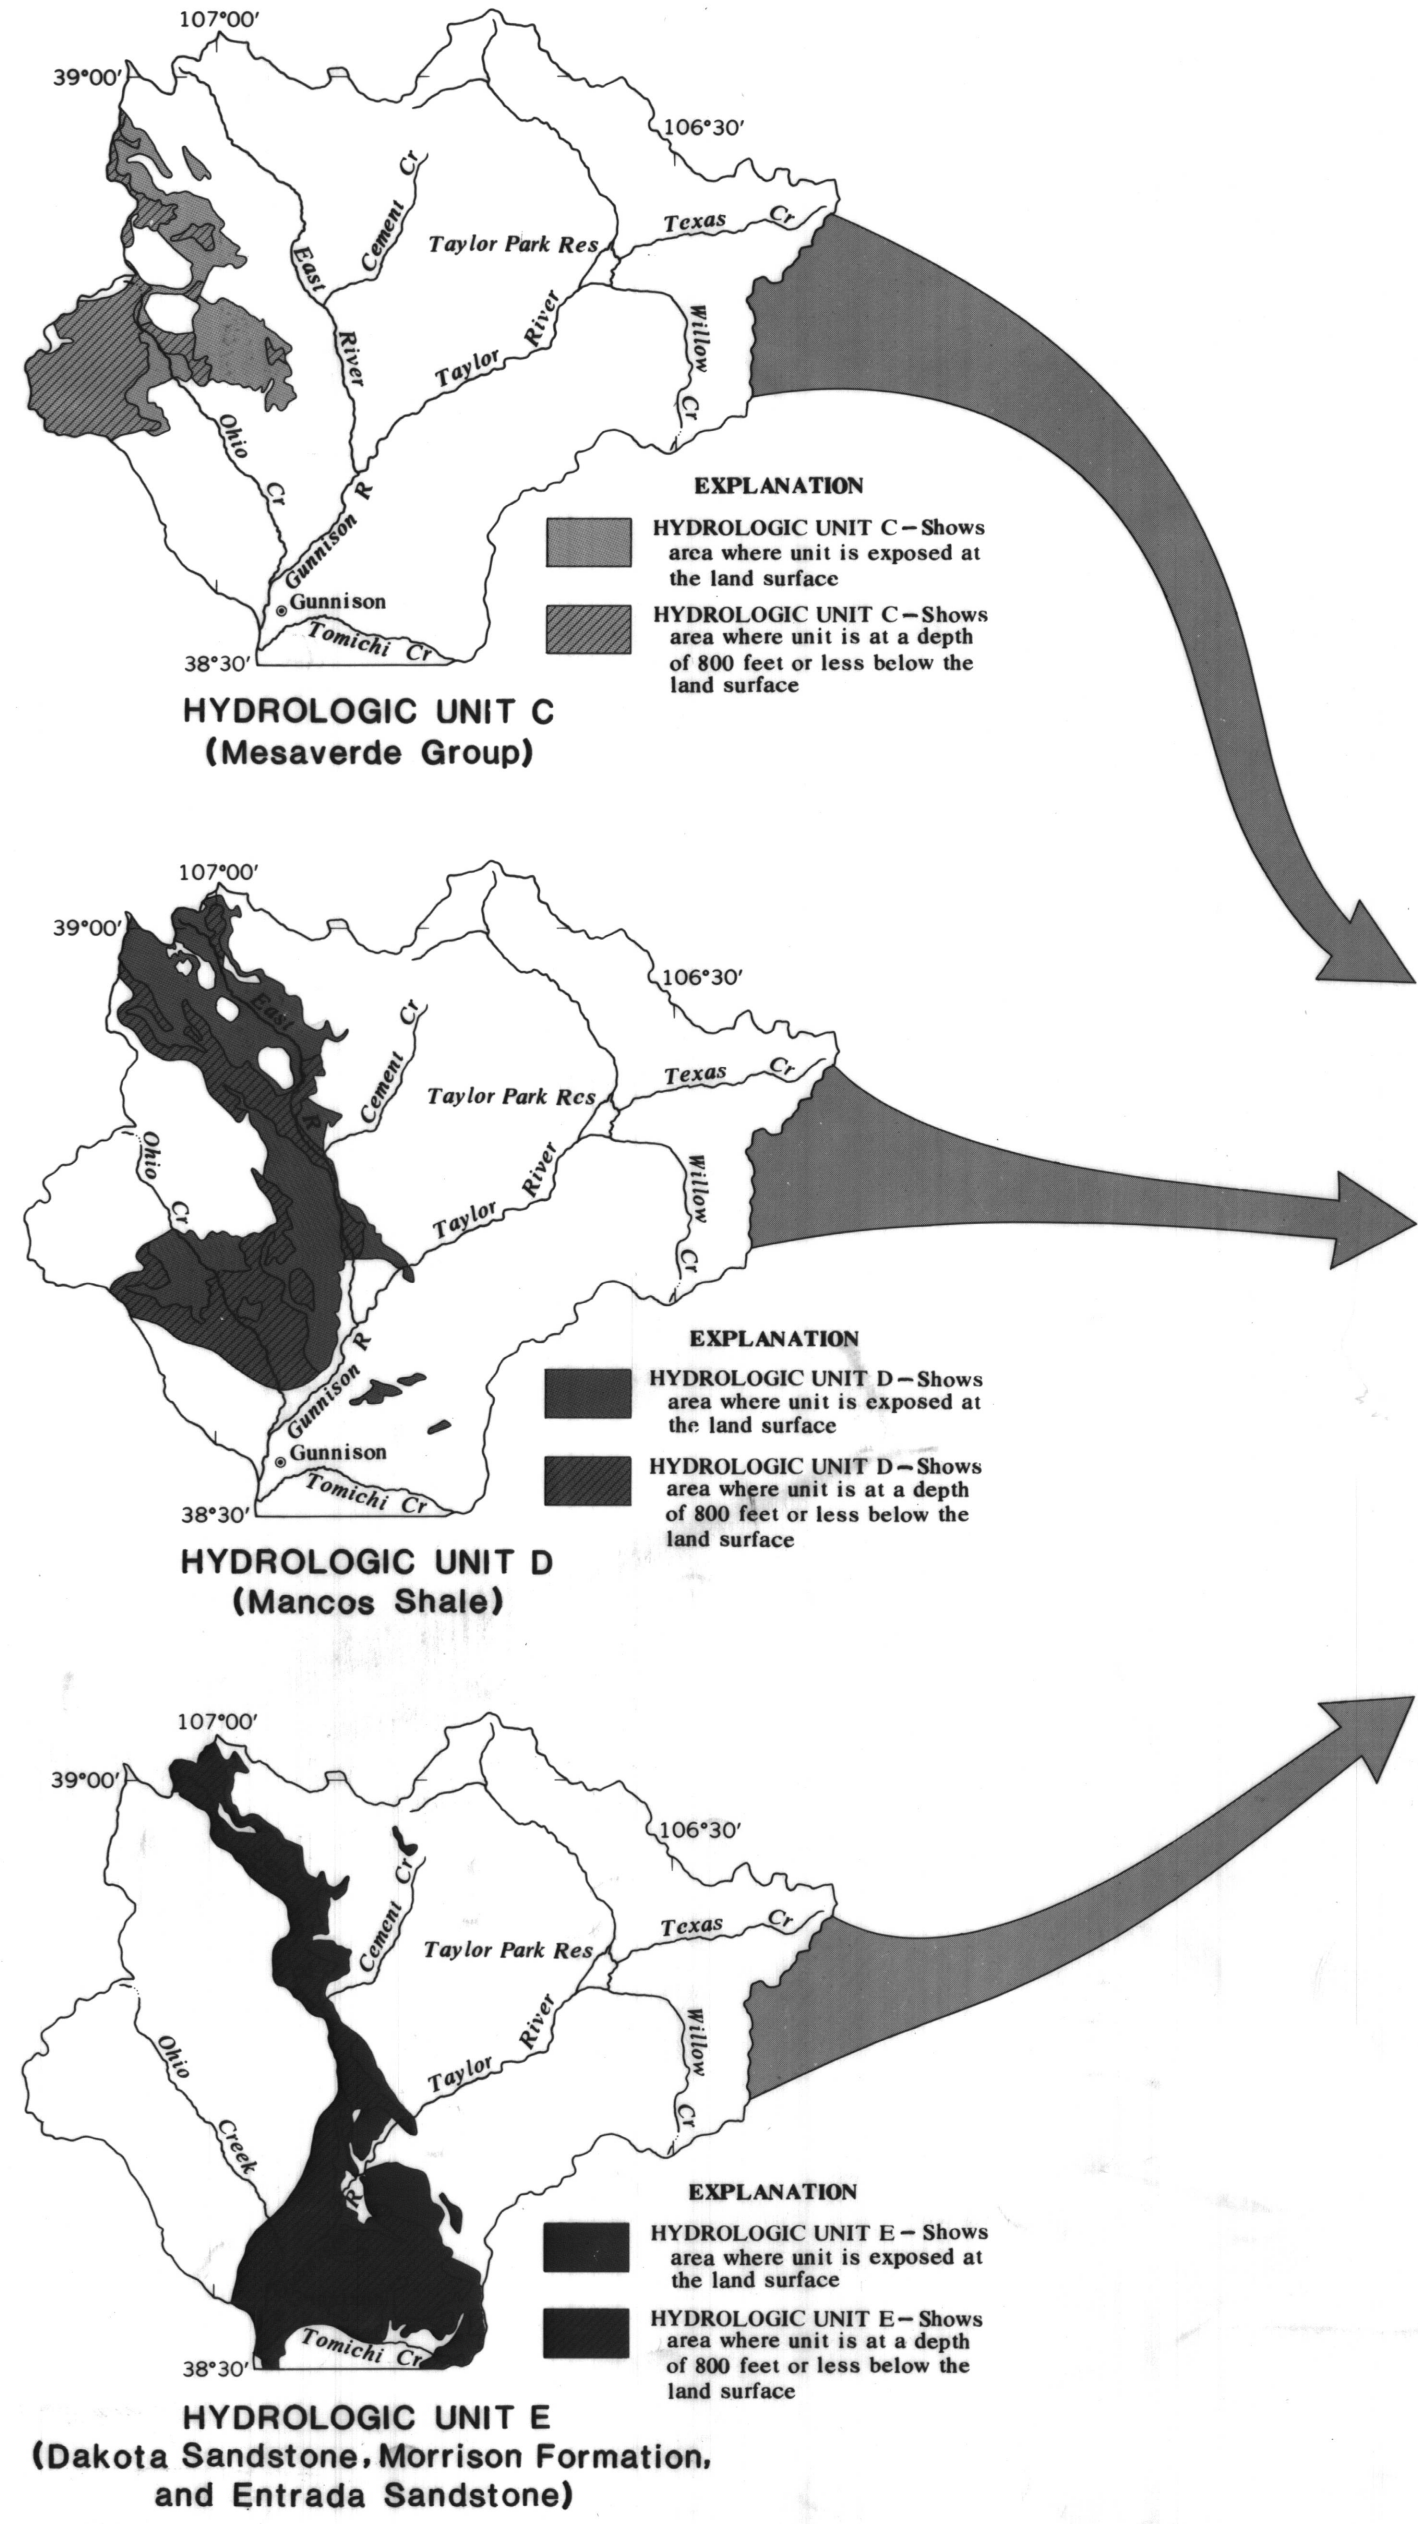 107°00'
39°00'
106°30'
Cement Cr
Texas Cr
Taylor Park Res
East River
Taylor River
Willow Cr
Ohio Cr
Gunnison R
Gunnison
Tomichi Cr
38°30'
EXPLANATION
HYDROLOGIC UNIT C—Shows
area where unit is exposed at
the land surface
HYDROLOGIC UNIT C—Shows
area where unit is at a depth
of 800 feet or less below the
land surface
HYDROLOGIC UNIT C
(Mesaverde Group)
107°00'
39°00'
106°30'
East R
Cement Cr
Texas Cr
Taylor Park Res
Ohio Cr
Taylor River
Willow Cr
Gunnison R
Gunnison
Tomichi Cr
38°30'
EXPLANATION
HYDROLOGIC UNIT D—Shows
area where unit is exposed at
the land surface
HYDROLOGIC UNIT D—Shows
area where unit is at a depth
of 800 feet or less below the
land surface
HYDROLOGIC UNIT D
(Mancos Shale)
107°00'
39°00'
106°30'
Cement Cr
Texas Cr
Taylor Park Res
Ohio Creek
Taylor River
Willow Cr
R
Tomichi Cr
38°30'
EXPLANATION
HYDROLOGIC UNIT E—Shows
area where unit is exposed at
the land surface
HYDROLOGIC UNIT E—Shows
area where unit is at a depth
of 800 feet or less below the
land surface
HYDROLOGIC UNIT E
(Dakota Sandstone, Morrison Formation,
and Entrada Sandstone)